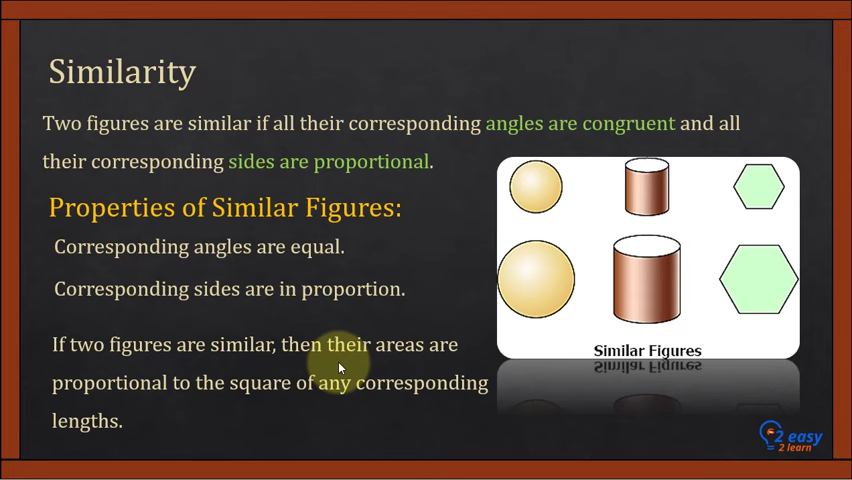 Similarity
Two figures are similar if all their corresponding angles are congruent and all
their corresponding sides are proportional.
Properties of Similar Figures:
Corresponding angles are equal.
Corresponding sides are in proportion.
If two figures are similar, then their areas are
proportional to the square of any corresponding
lengths.
Similar Figures
Similar Figures
2 easy
2 learn